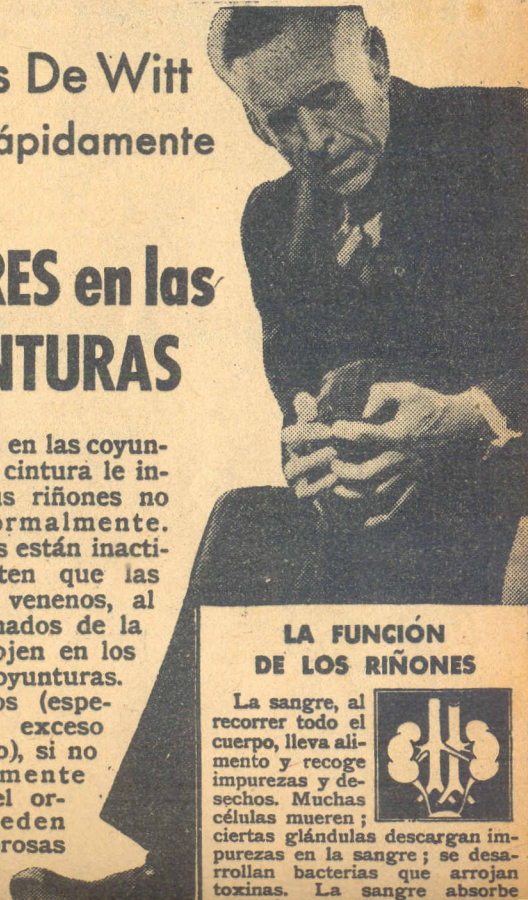 s De Witt
ápidamente
RES en las
NTURAS
en las coyun-
cintura le in-
us riñones no
ormalmente.
s están inacti-
ten que las
venenos, al
nados de la
ojen en los
oyunturas.
os (espe-
exceso
o), si no
mente
el or-
eden
rosas
LA FUNCIÓN
DE LOS RIÑONES
La sangre, al
recorrer todo el
cuerpo, lleva ali-
mento y recoge
impurezas y de-
sechos. Muchas
células mueren ;
ciertas glándulas descargan im-
purezas en la sangre ; se desa-
rrollan bacterias que arrojan
toxinas. La sangre absorbe